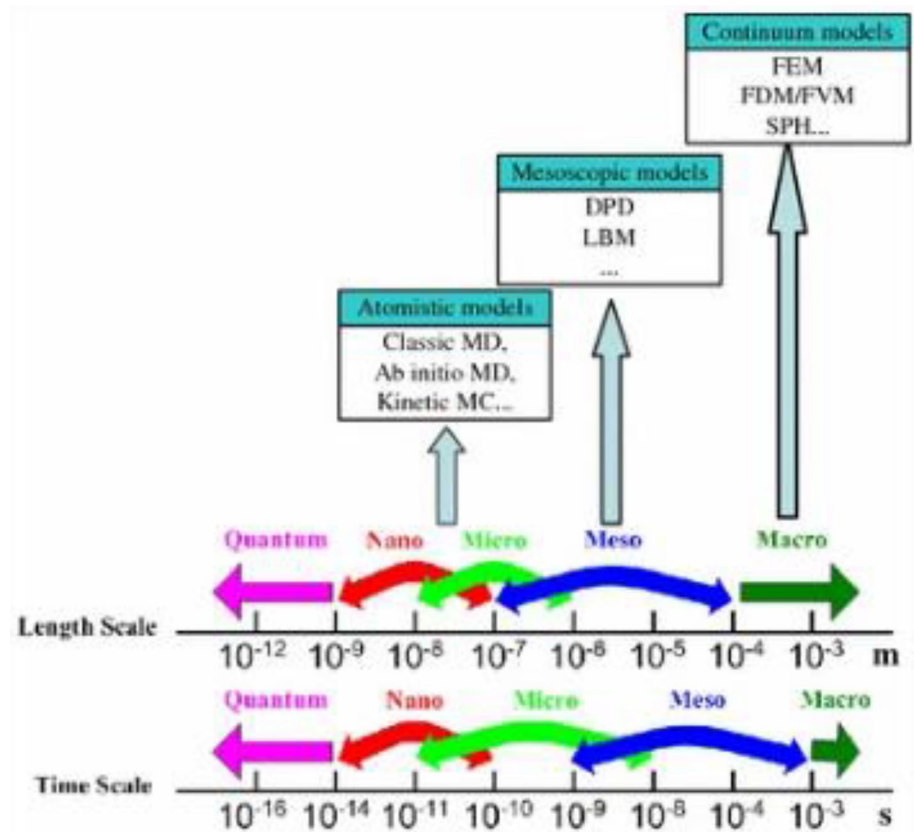 Continuum models
FEM
FDM/FVM
SPH...
Mesoscopic models
DPD
LBM
...
Atomistic models
Classic MD,
Ab initio MD,
Kinetic MC...
Quantum Nano Micro Meso Macro
Length Scale
10⁻¹² 10⁻⁹ 10⁻⁸ 10⁻⁷ 10⁻⁶ 10⁻⁵ 10⁻⁴ 10⁻³ m
Quantum Nano Micro Meso Macro
Time Scale
10⁻¹⁶ 10⁻¹⁴ 10⁻¹¹ 10⁻¹⁰ 10⁻⁹ 10⁻⁸ 10⁻⁴ 10⁻³ s